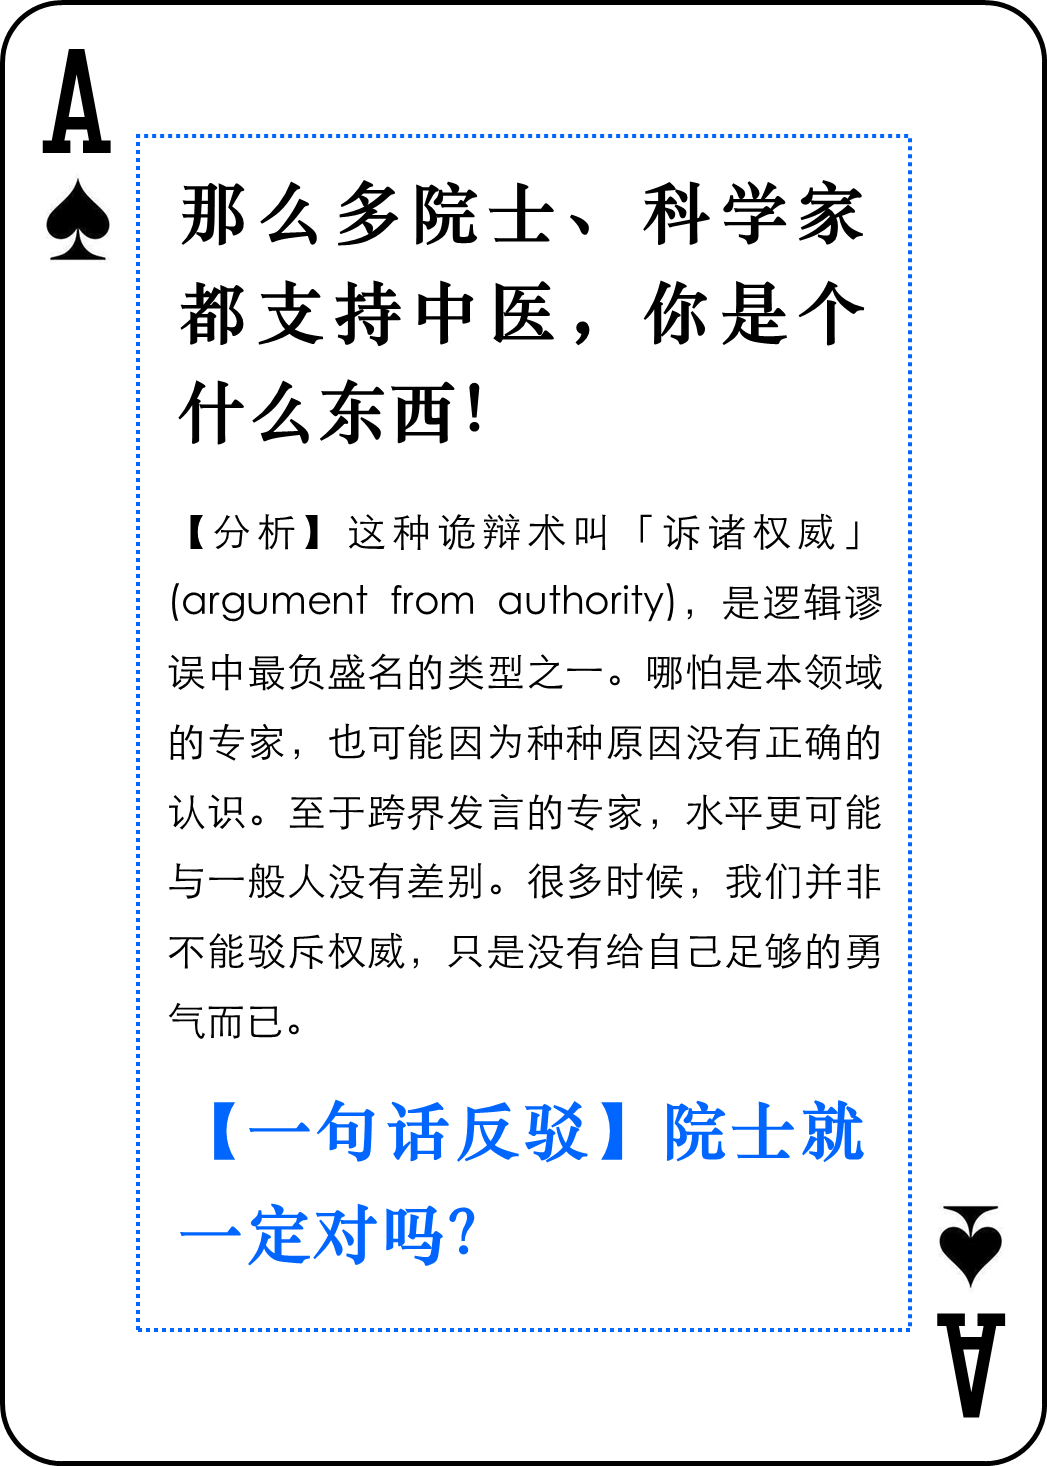 A
那么多院士、科学家
都支持中医，你是个
什么东西！
【分析】这种诡辩术叫「诉诸权威」
(argument from authority)，是逻辑谬
误中最负盛名的类型之一。哪怕是本领域
的专家，也可能因为种种原因没有正确的
认识。至于跨界发言的专家，水平更可能
与一般人没有差别。很多时候，我们并非
不能驳斥权威，只是没有给自己足够的勇
气而已。
【一句话反驳】院士就
一定对吗？
A